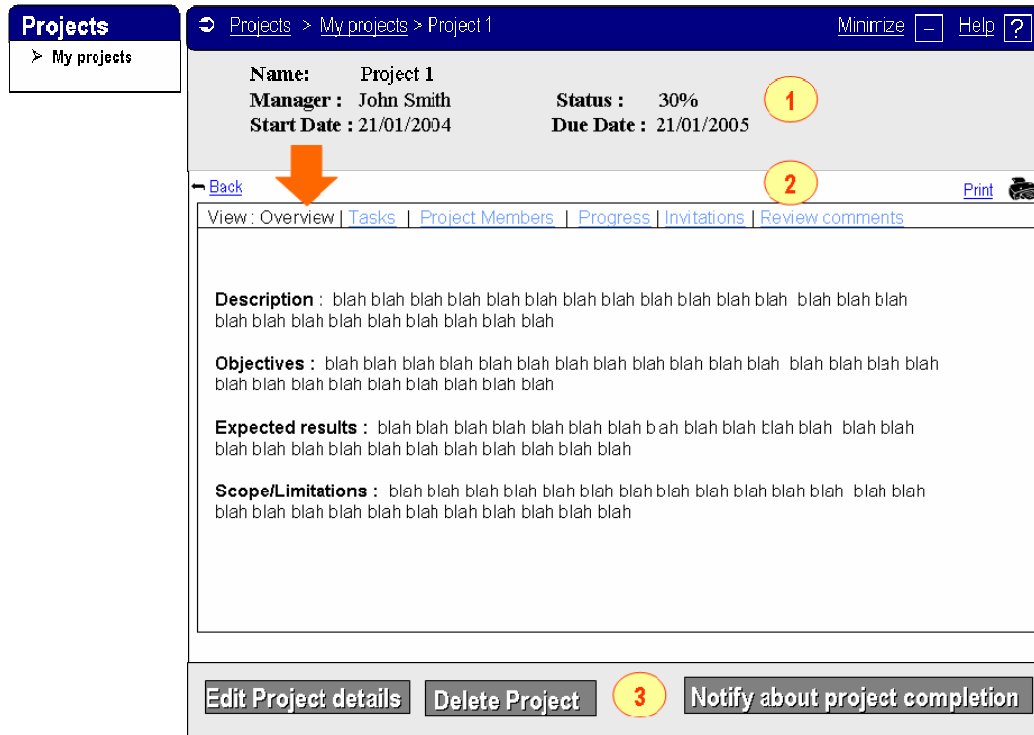 Projects
➢ My projects
➲ Projects > My projects > Project 1
Minimize – Help ?
Name: Project 1
Manager : John Smith
Status : 30%
1
Start Date : 21/01/2004
Due Date : 21/01/2005
Back
2
Print
View : Overview | Tasks | Project Members | Progress | Invitations | Review comments
Description : blah blah blah blah blah blah blah blah blah blah blah blah blah blah blah
blah blah blah blah blah blah blah blah blah
Objectives : blah blah blah blah blah blah blah blah blah blah blah blah blah blah blah blah
blah blah blah blah blah blah blah blah blah
Expected results : blah blah blah blah blah blah blah b ah blah blah blah blah blah blah
blah blah blah blah blah blah blah blah blah blah blah
Scope/Limitations : blah blah blah blah blah blah blah blah blah blah blah blah blah blah
blah blah blah blah blah blah blah blah blah blah blah
Edit Project details
Delete Project
3
Notify about project completion